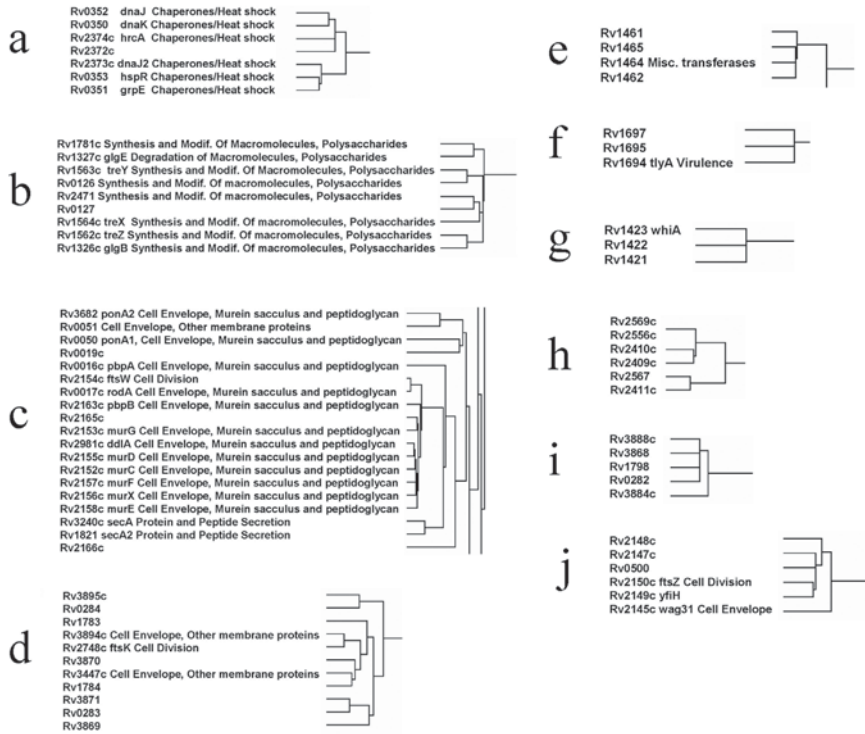 a
Rv0352 dnaJ Chaperones/Heat shock
Rv0350 dnaK Chaperones/Heat shock
Rv2374c hrcA Chaperones/Heat shock
Rv2372c
Rv2373c dnaJ2 Chaperones/Heat shock
Rv0353 hspR Chaperones/Heat shock
Rv0351 grpE Chaperones/Heat shock
b
Rv1781c Synthesis and Modif. Of Macromolecules, Polysaccharides
Rv1327c glgE Degradation of Macromolecules, Polysaccharides
Rv1563c treY Synthesis and Modif. Of Macromolecules, Polysaccharides
Rv0126 Synthesis and Modif. Of macromolecules, Polysaccharides
Rv2471 Synthesis and Modif. Of macromolecules, Polysaccharides
Rv0127
Rv1564c treX Synthesis and Modif. Of macromolecules, Polysaccharides
Rv1562c treZ Synthesis and Modif. Of macromolecules, Polysaccharides
Rv1326c glgB Synthesis and Modif. Of macromolecules, Polysaccharides
c
Rv3682 ponA2 Cell Envelope, Murein sacculus and peptidoglycan
Rv0051 Cell Envelope, Other membrane proteins
Rv0050 ponA1, Cell Envelope, Murein sacculus and peptidoglycan
Rv0019c
Rv0016c pbpA Cell Envelope, Murein sacculus and peptidoglycan
Rv2154c ftsW Cell Division
Rv0017c rodA Cell Envelope, Murein sacculus and peptidoglycan
Rv2163c pbpB Cell Envelope, Murein sacculus and peptidoglycan
Rv2165c
Rv2153c murG Cell Envelope, Murein sacculus and peptidoglycan
Rv2981c ddlA Cell Envelope, Murein sacculus and peptidoglycan
Rv2155c murD Cell Envelope, Murein sacculus and peptidoglycan
Rv2152c murC Cell Envelope, Murein sacculus and peptidoglycan
Rv2157c murF Cell Envelope, Murein sacculus and peptidoglycan
Rv2156c murX Cell Envelope, Murein sacculus and peptidoglycan
Rv2158c murE Cell Envelope, Murein sacculus and peptidoglycan
Rv3240c secA Protein and Peptide Secretion
Rv1821 secA2 Protein and Peptide Secretion
Rv2166c
d
Rv3895c
Rv0284
Rv1783
Rv3894c Cell Envelope, Other membrane proteins
Rv2748c ftsK Cell Division
Rv3870
Rv3447c Cell Envelope, Other membrane proteins
Rv1784
Rv3871
Rv0283
Rv3869
e
Rv1461
Rv1465
Rv1464 Misc. transferases
Rv1462
f
Rv1697
Rv1695
Rv1694 tlyA Virulence
g
Rv1423 whiA
Rv1422
Rv1421
h
Rv2569c
Rv2556c
Rv2410c
Rv2409c
Rv2567
Rv2411c
i
Rv3888c
Rv3868
Rv1798
Rv0282
Rv3884c
j
Rv2148c
Rv2147c
Rv0500
Rv2150c ftsZ Cell Division
Rv2149c yfiH
Rv2145c wag31 Cell Envelope